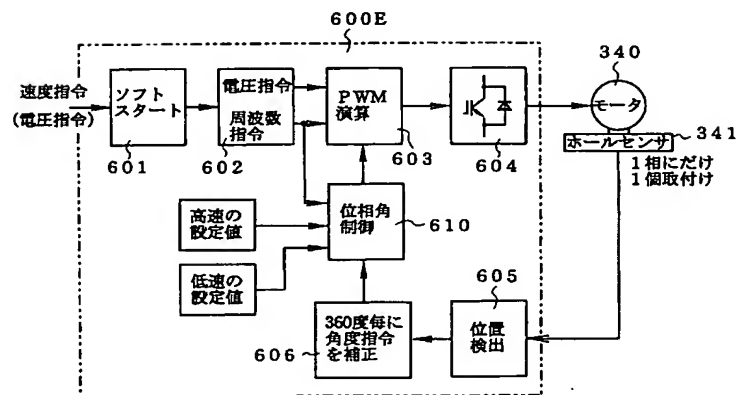 600E
速度指令
(電圧指令)
ソフト
スタート
601
電圧指令
周波数
指令
602
PWM
演算
603
604
340
モータ
341
ホールセンサ
1相にだけ
1個取付け
高速の
設定値
低速の
設定値
位相角
制御
610
360度毎に
角度指令
を補正
606
605
位置
検出